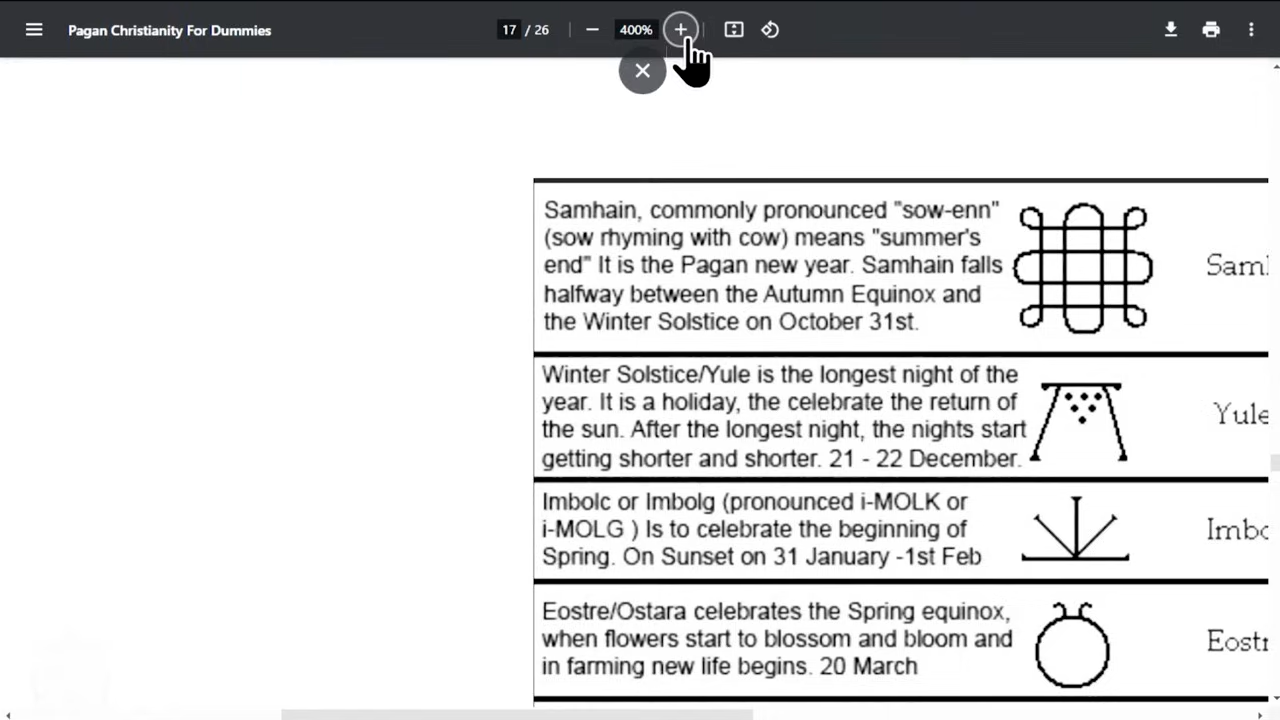 Pagan Christianity For Dummies
17 / 26
400%
Samhain, commonly pronounced "sow-enn"
(sow rhyming with cow) means "summer's
end" It is the Pagan new year. Samhain falls
halfway between the Autumn Equinox and
the Winter Solstice on October 31st.
Sam
Winter Solstice/Yule is the longest night of the
year. It is a holiday, the celebrate the return of
the sun. After the longest night, the nights start
getting shorter and shorter. 21 - 22 December.
Yule
Imbolc or Imbolg (pronounced i-MOLK or
i-MOLG ) Is to celebrate the beginning of
Spring. On Sunset on 31 January -1st Feb
Imbo
Eostre/Ostara celebrates the Spring equinox,
when flowers start to blossom and bloom and
in farming new life begins. 20 March
Eostr